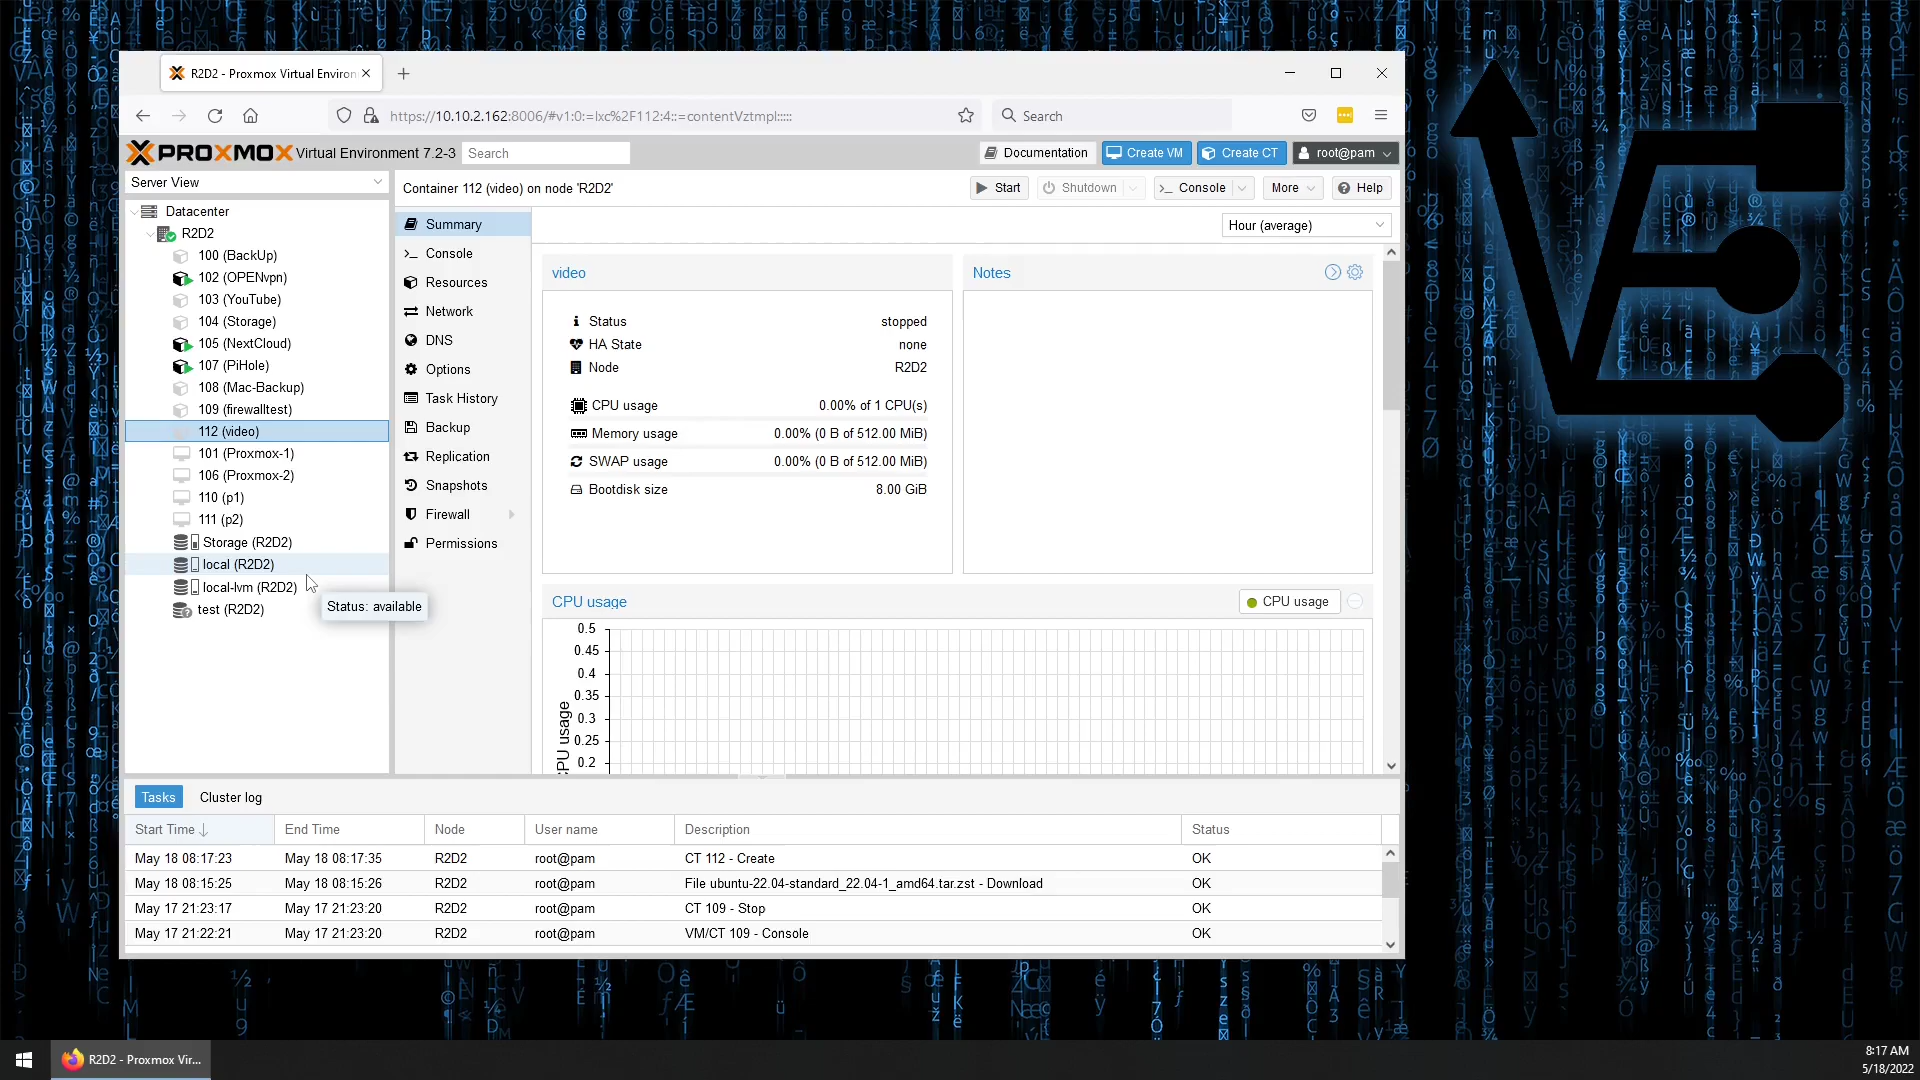 R2D2 - Proxmox Virtual Environ
https://10.10.2.162:8006/#v1:0:=lxc%2F112:4::=contentVztmpl:::::
Search
PROXMOX Virtual Environment 7.2-3
Search
Documentation
Create VM
Create CT
root@pam
Server View
Container 112 (video) on node 'R2D2'
Start
Shutdown
Console
More
Help
Datacenter
R2D2
100 (BackUp)
102 (OPENvpn)
103 (YouTube)
104 (Storage)
105 (NextCloud)
107 (PiHole)
108 (Mac-Backup)
109 (firewalltest)
112 (video)
101 (Proxmox-1)
106 (Proxmox-2)
110 (p1)
111 (p2)
Storage (R2D2)
local (R2D2)
local-lvm (R2D2)
test (R2D2)
Status: available
Summary
Console
Resources
Network
DNS
Options
Task History
Backup
Replication
Snapshots
Firewall
Permissions
Hour (average)
video
Status stopped
HA State none
Node R2D2
CPU usage 0.00% of 1 CPU(s)
Memory usage 0.00% (0 B of 512.00 MiB)
SWAP usage 0.00% (0 B of 512.00 MiB)
Bootdisk size 8.00 GiB
Notes
CPU usage
CPU usage
0.5
0.45
0.4
0.35
0.3
0.25
0.2
CPU usage
Tasks Cluster log
Start Time End Time Node User name Description Status
May 18 08:17:23 May 18 08:17:35 R2D2 root@pam CT 112 - Create OK
May 18 08:15:25 May 18 08:15:26 R2D2 root@pam File ubuntu-22.04-standard_22.04-1_amd64.tar.zst - Download OK
May 17 21:23:17 May 17 21:23:20 R2D2 root@pam CT 109 - Stop OK
May 17 21:22:21 May 17 21:23:20 R2D2 root@pam VM/CT 109 - Console OK
R2D2 - Proxmox Vir...
8:17 AM
5/18/2022